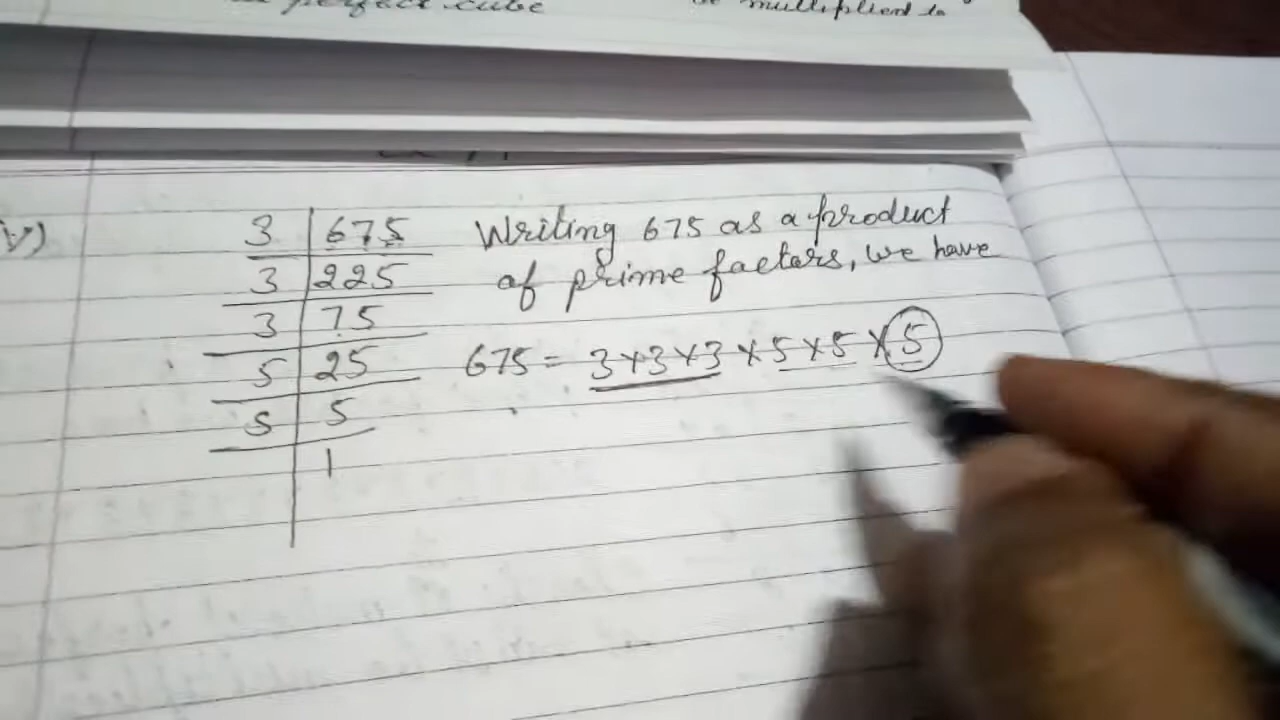 perfect cube
multiplied to
v)
3 | 675
3 | 225
3 | 75
5 | 25
5 | 5
1
Writing 675 as a product
of prime factors, we have
675 = 3×3×3 ×5×5 ×5